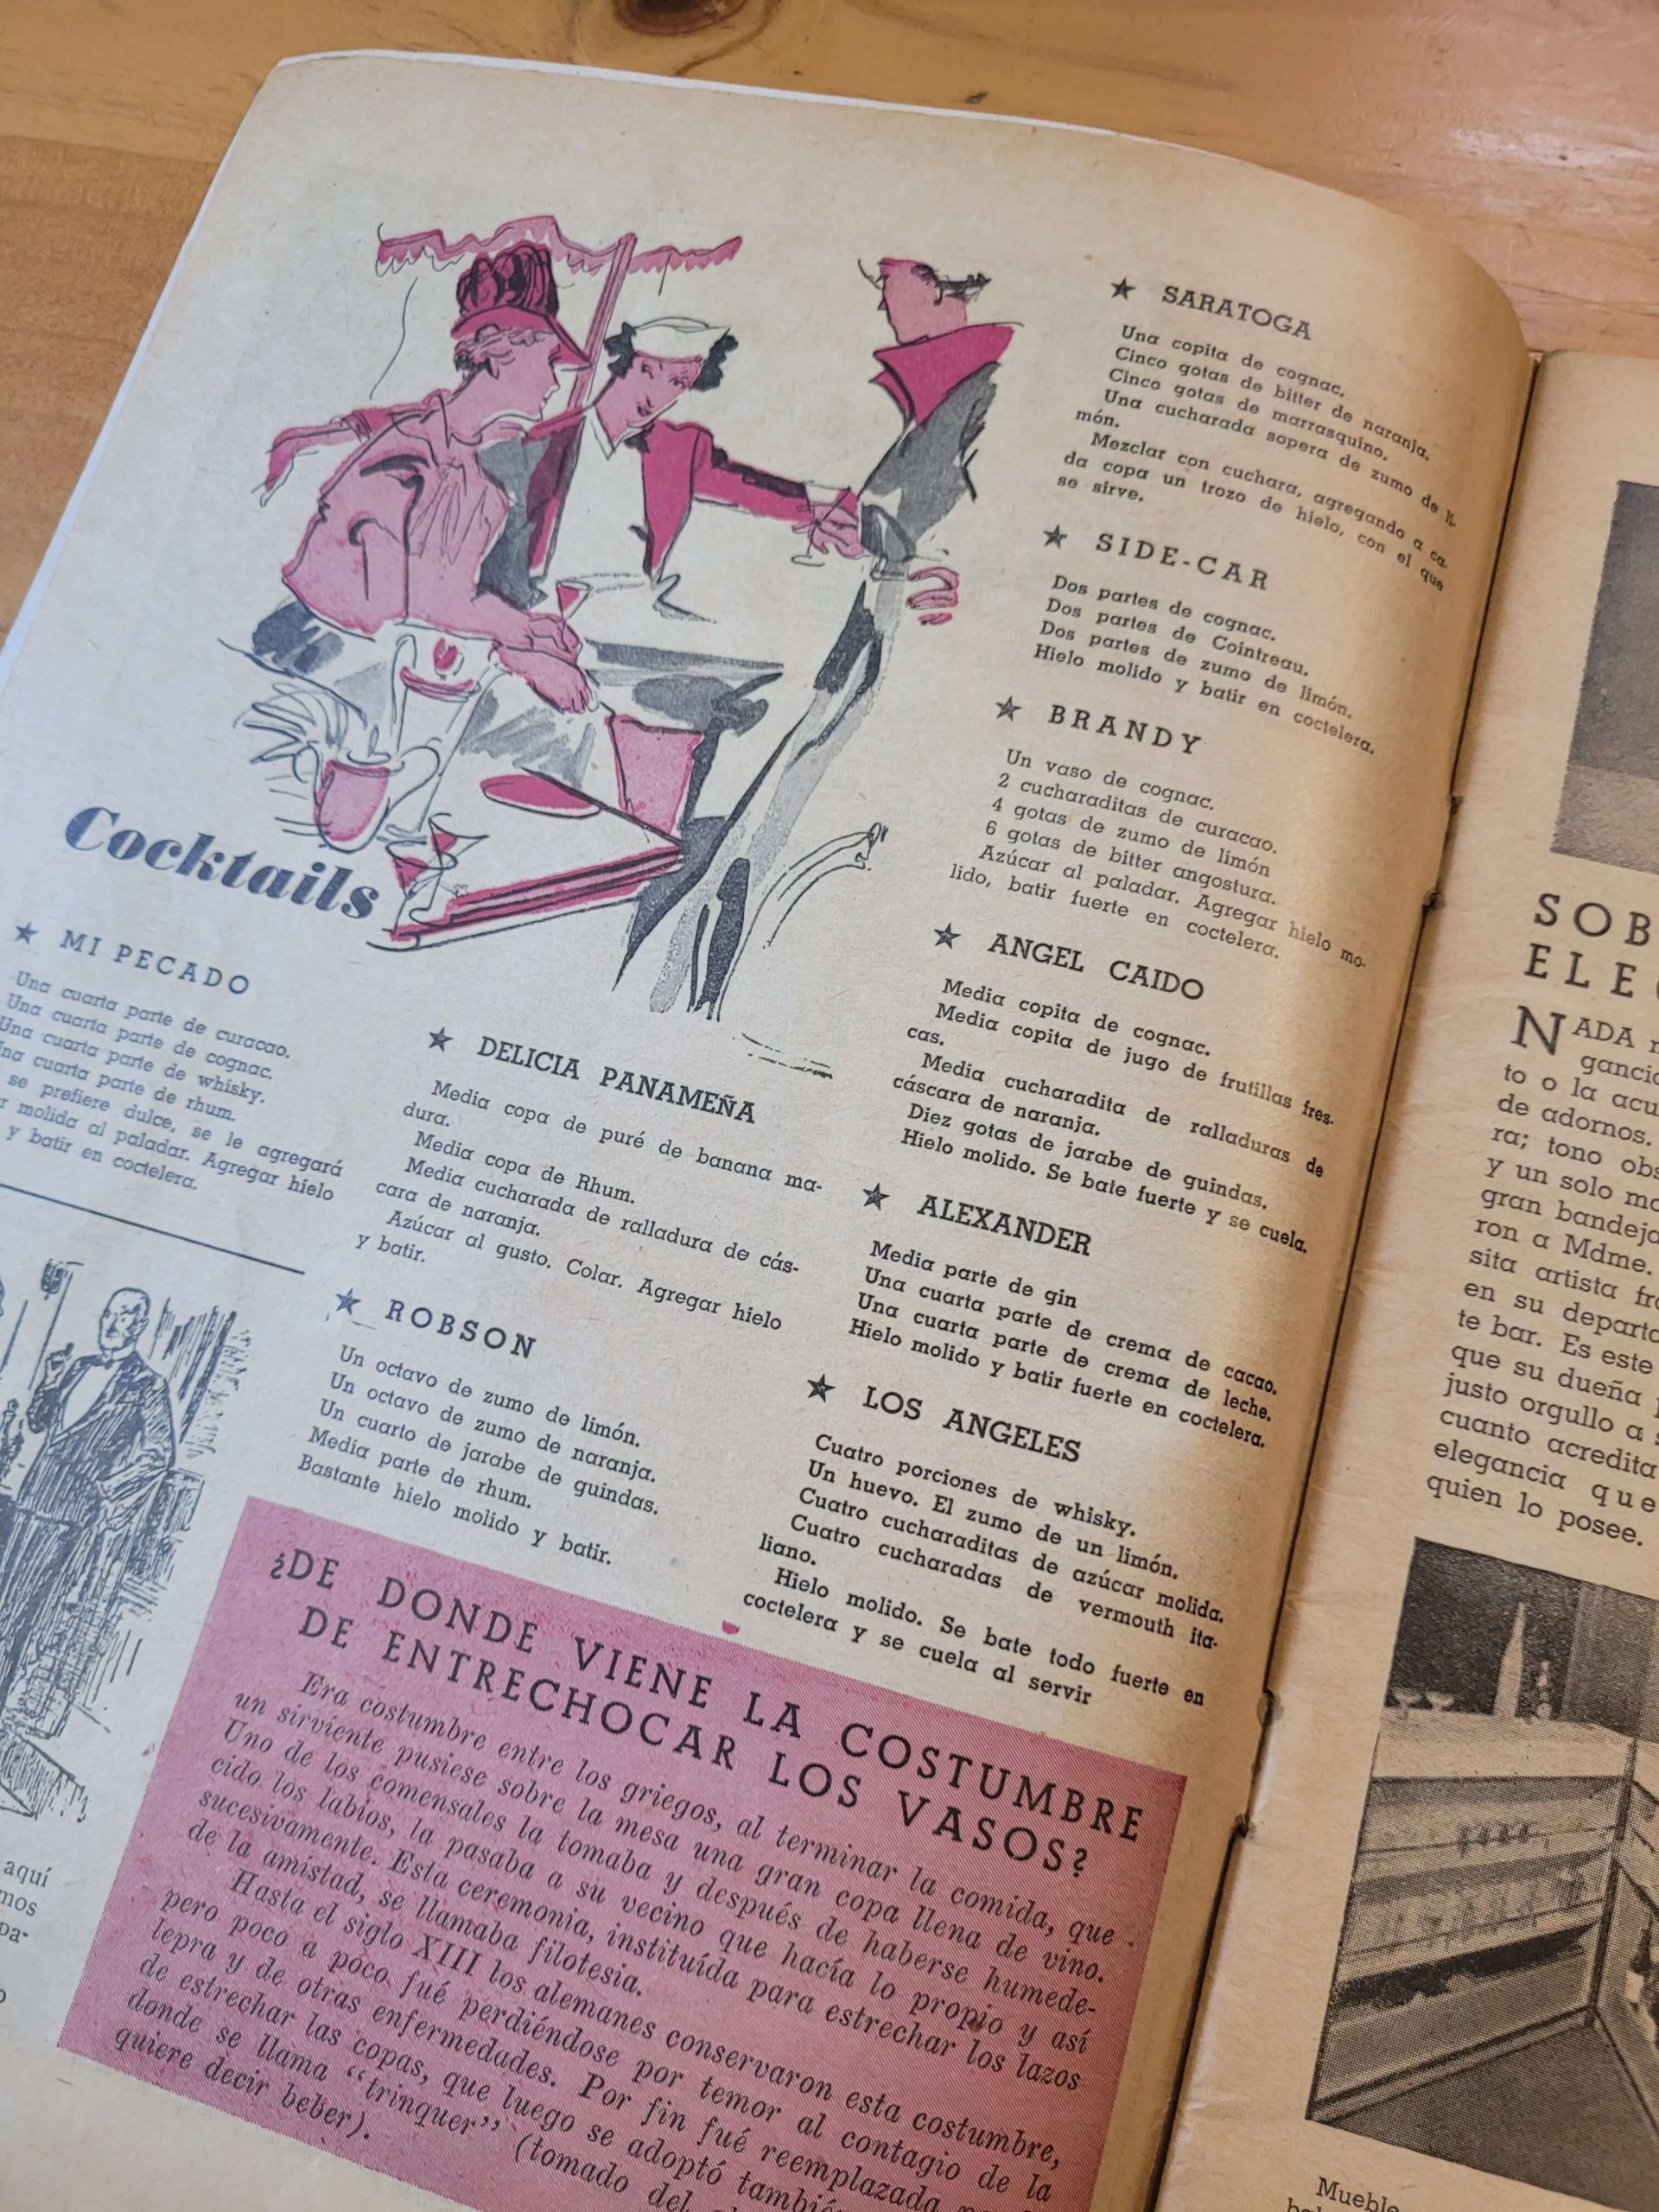 Cocktails
★ MI PECADO
Una cuarta parte de curacao.
Una cuarta parte de cognac.
Una cuarta parte de whisky.
Una cuarta parte de rhum.
se prefiere dulce, se le agregará
molida al paladar. Agregar hielo
y batir en coctelera.
★ DELICIA PANAMEÑA
Media copa de puré de banana ma-
dura.
Media copa de Rhum.
Media cucharada de ralladura de cás-
cara de naranja.
Azúcar al gusto. Colar. Agregar hielo
y batir.
★ ROBSON
Un octavo de zumo de limón.
Un octavo de zumo de naranja.
Un cuarto de jarabe de guindas.
Media parte de rhum.
Bastante hielo molido y batir.
★ SARATOGA
Una copita de cognac.
Cinco gotas de bitter de naranja.
Cinco gotas de marrasquino.
Una cucharada sopera de zumo de li-
món.
Mezclar con cuchara, agregando a ca-
da copa un trozo de hielo, con el que
se sirve.
★ SIDE-CAR
Dos partes de cognac.
Dos partes de Cointreau.
Dos partes de zumo de limón.
Hielo molido y batir en coctelera.
★ BRANDY
Un vaso de cognac.
2 cucharaditas de curacao.
4 gotas de zumo de limón
6 gotas de bitter angostura.
Azúcar al paladar. Agregar hielo mo-
lido, batir fuerte en coctelera.
★ ANGEL CAIDO
Media copita de cognac.
Media copita de jugo de frutillas fres-
cas.
Media cucharadita de ralladuras de
cáscara de naranja.
Diez gotas de jarabe de guindas.
Hielo molido. Se bate fuerte y se cuela.
★ ALEXANDER
Media parte de gin
Una cuarta parte de crema de cacao.
Una cuarta parte de crema de leche.
Hielo molido y batir fuerte en coctelera.
★ LOS ANGELES
Cuatro porciones de whisky.
Un huevo. El zumo de un limón.
Cuatro cucharaditas de azúcar molida.
Cuatro cucharadas de vermouth ita-
liano.
Hielo molido. Se bate todo fuerte en
coctelera y se cuela al servir
¿DE DONDE VIENE LA COSTUMBRE
DE ENTRECHOCAR LOS VASOS?
Era costumbre entre los griegos, al terminar la comida, que
un sirviente pusiese sobre la mesa una gran copa llena de vino.
Uno de los comensales la tomaba y después de haberse humede-
cido los labios, la pasaba a su vecino que hacía lo propio y así
sucesivamente. Esta ceremonia, instituída para estrechar los lazos
de la amistad, se llamaba filotesia.
Hasta el siglo XIII los alemanes conservaron esta costumbre,
pero poco a poco fué perdiéndose por temor al contagio de la
lepra y de otras enfermedades. Por fin fué reemplazada
de estrechar las copas, que luego se adoptó también
donde se llama "trinquer" (tomado del
quiere decir beber).
aquí
mos
pa-
SOB
ELE
NADA
to o la acu
de adornos.
ra; tono obs
y un solo
gran bandeja
ron a Mdme.
sita artista
en su departa
te bar. Es este
que su dueña
justo orgullo a
cuanto acredita
elegancia que
quien lo posee.
Mueble